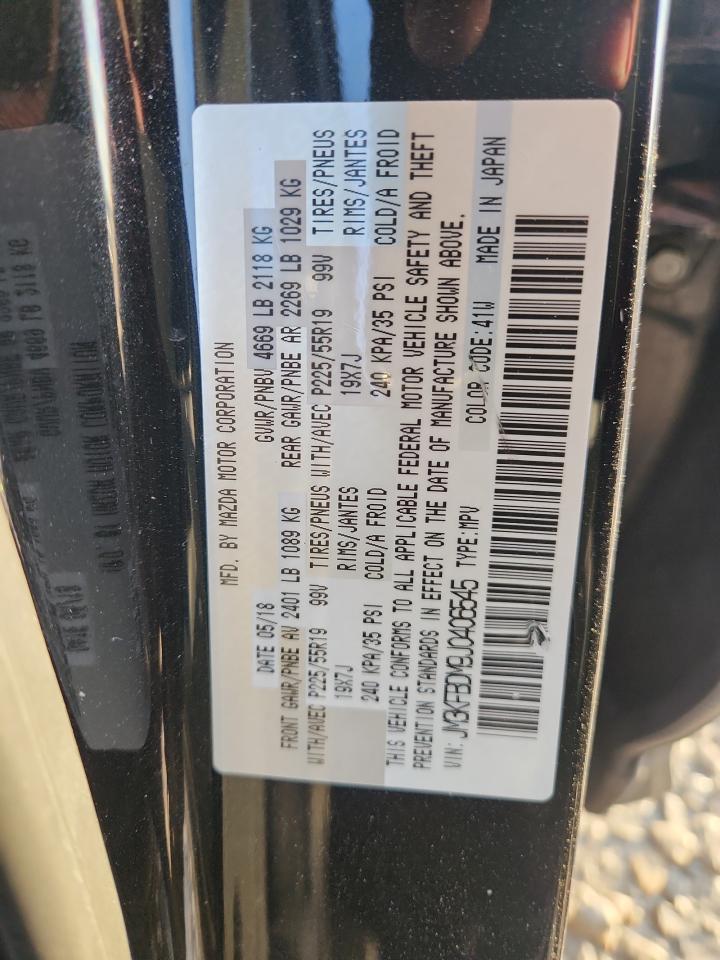 MFD. BY MAZDA MOTOR CORPORATION
DATE 05/18 GVWR/PNBV 4669 LB 2118 KG
FRONT GAWR/PNBE AV 2401 LB 1089 KG REAR GAWR/PNBE AR 2269 LB 1029 KG
WITH/AVEC P225/55R19 99V TIRES/PNEUS WITH/AVEC P225/55R19 99V TIRES/PNEUS
19X7J RIMS/JANTES 19X7J RIMS/JANTES
240 KPA/35 PSI COLD/A FROID 240 KPA/35 PSI COLD/A FROID
THIS VEHICLE CONFORMS TO ALL APPLICABLE FEDERAL MOTOR VEHICLE SAFETY AND THEFT
PREVENTION STANDARDS IN EFFECT ON THE DATE OF MANUFACTURE SHOWN ABOVE.
VIN: JM3KFBDM9J0405545 TYPE:MPV COLOR CODE:41W MADE IN JAPAN